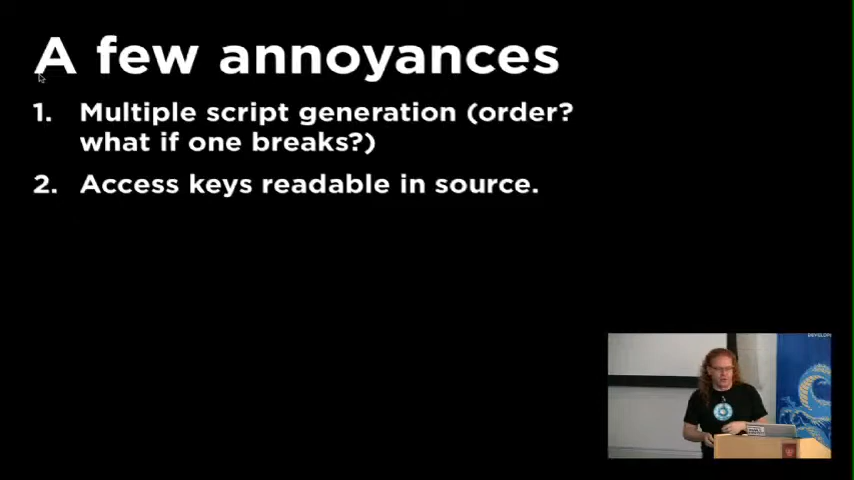 A few annoyances
1. Multiple script generation (order?
what if one breaks?)
2. Access keys readable in source.